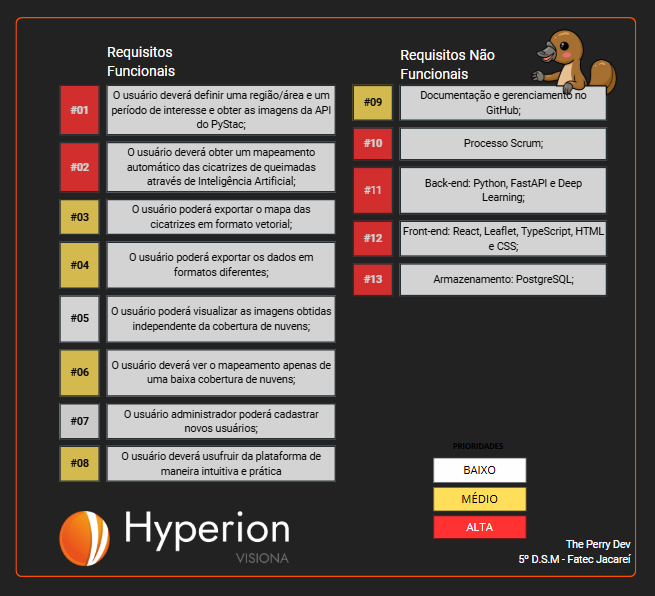 Requisitos
Funcionais
#01
O usuário deverá definir uma região/área e um
período de interesse e obter as imagens da API
do PyStac;
#02
O usuário deverá obter um mapeamento
automático das cicatrizes de queimadas
através de Inteligência Artificial;
#03
O usuário poderá exportar o mapa das
cicatrizes em formato vetorial;
#04
O usuário poderá exportar os dados em
formatos diferentes;
#05
O usuário poderá visualizar as imagens obtidas
independente da cobertura de nuvens;
#06
O usuário deverá ver o mapeamento apenas de
uma baixa cobertura de nuvens;
#07
O usuário administrador poderá cadastrar
novos usuários;
#08
O usuário deverá usufruir da plataforma de
maneira intuitiva e prática
Requisitos Não
Funcionais
#09
Documentação e gerenciamento no
GitHub;
#10
Processo Scrum;
#11
Back-end: Python, FastAPI e Deep
Learning;
#12
Front-end: React, Leaflet, TypeScript, HTML
e CSS;
#13
Armazenamento: PostgreSQL;
PRIORIDADES
BAIXO
MÉDIO
ALTA
Hyperion
VISIONA
The Perry Dev
5º D.S.M - Fatec Jacareí